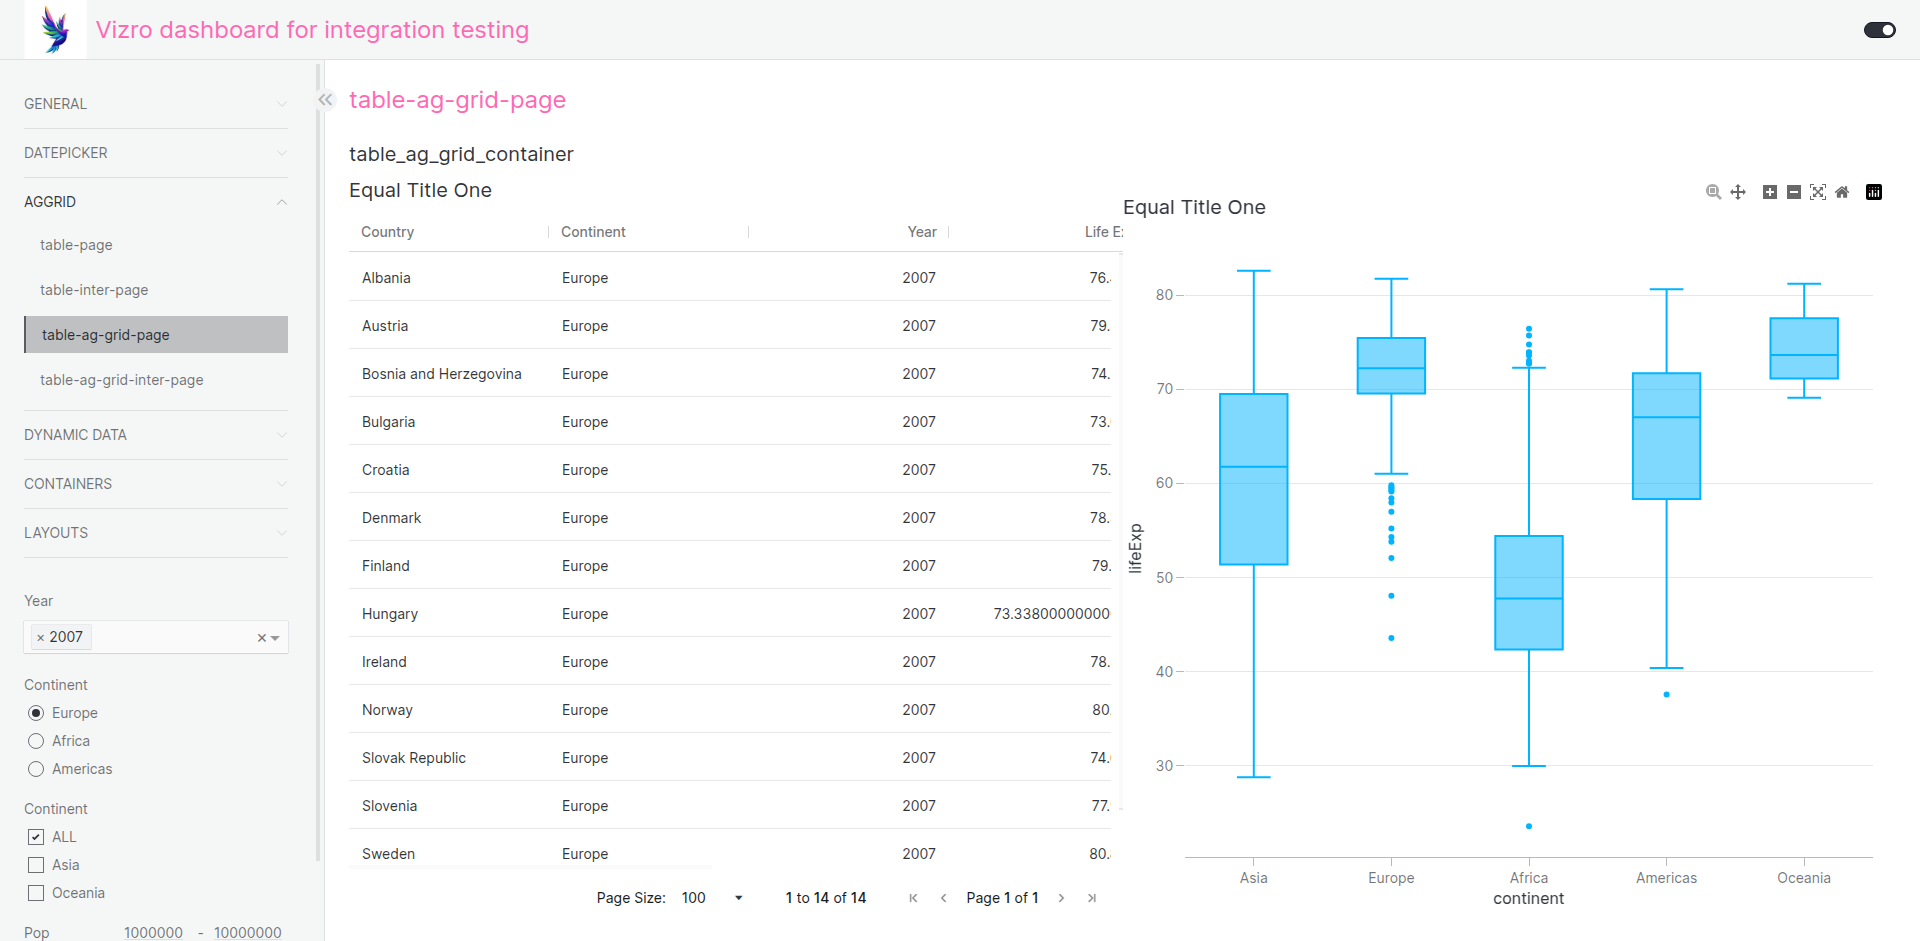 Vizro dashboard for integration testing
GENERAL
DATEPICKER
AGGRID
table-page
table-inter-page
table-ag-grid-page
table-ag-grid-inter-page
DYNAMIC DATA
CONTAINERS
LAYOUTS
Year
× 2007
Continent
Europe
Africa
Americas
Continent
ALL
Asia
Oceania
Pop 1000000 - 10000000
table-ag-grid-page
table_ag_grid_container
Equal Title One
Country Continent Year Life
Albania Europe 2007 76.
Austria Europe 2007 79.
Bosnia and Herzegovina Europe 2007 74.
Bulgaria Europe 2007 73.
Croatia Europe 2007 75.
Denmark Europe 2007 78.
Finland Europe 2007 79.
Hungary Europe 2007 73.33800000000
Ireland Europe 2007 78.
Norway Europe 2007 80.
Slovak Republic Europe 2007 74.
Slovenia Europe 2007 77.
Sweden Europe 2007 80.
Page Size: 100 1 to 14 of 14 Page 1 of 1
Equal Title One
80
70
60
50
40
30
lifeExp
Asia Europe Africa Americas Oceania
continent